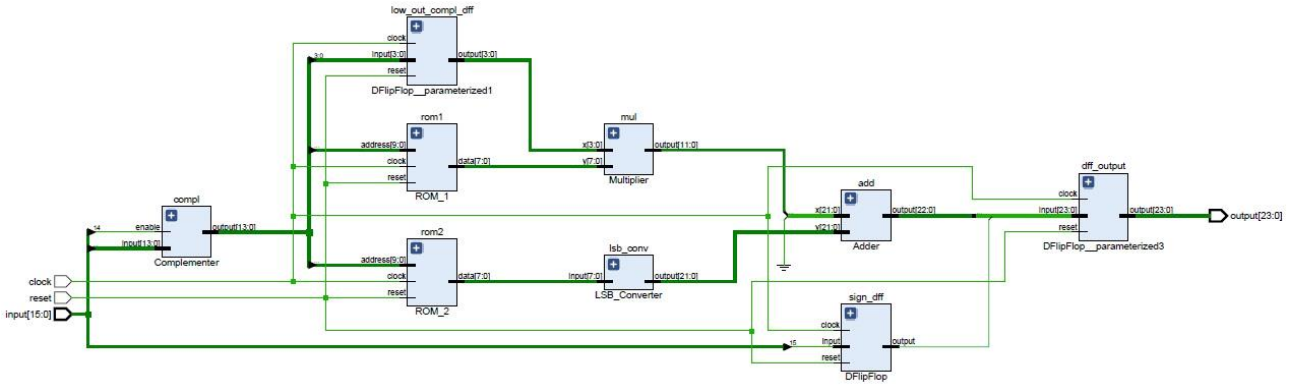 low_out_compl_dff
clock
input[3:0]
output[3:0]
reset
3:0
DFlipFlop__parameterized1
rom1
address[9:0]
clock
data[7:0]
reset
ROM_1
mul
x[3:0]
output[11:0]
y[7:0]
Multiplier
compl
14
enable
output[13:0]
input[13:0]
Complementer
rom2
address[9:0]
clock
data[7:0]
reset
ROM_2
lsb_conv
input[7:0]
output[21:0]
LSB_Converter
add
x[21:0]
output[22:0]
y[21:0]
Adder
dff_output
clock
input[23:0]
output[23:0]
reset
DFlipFlop__parameterized3
output[23:0]
clock
reset
input[15:0]
sign_dff
clock
15
input
output
reset
DFlipFlop